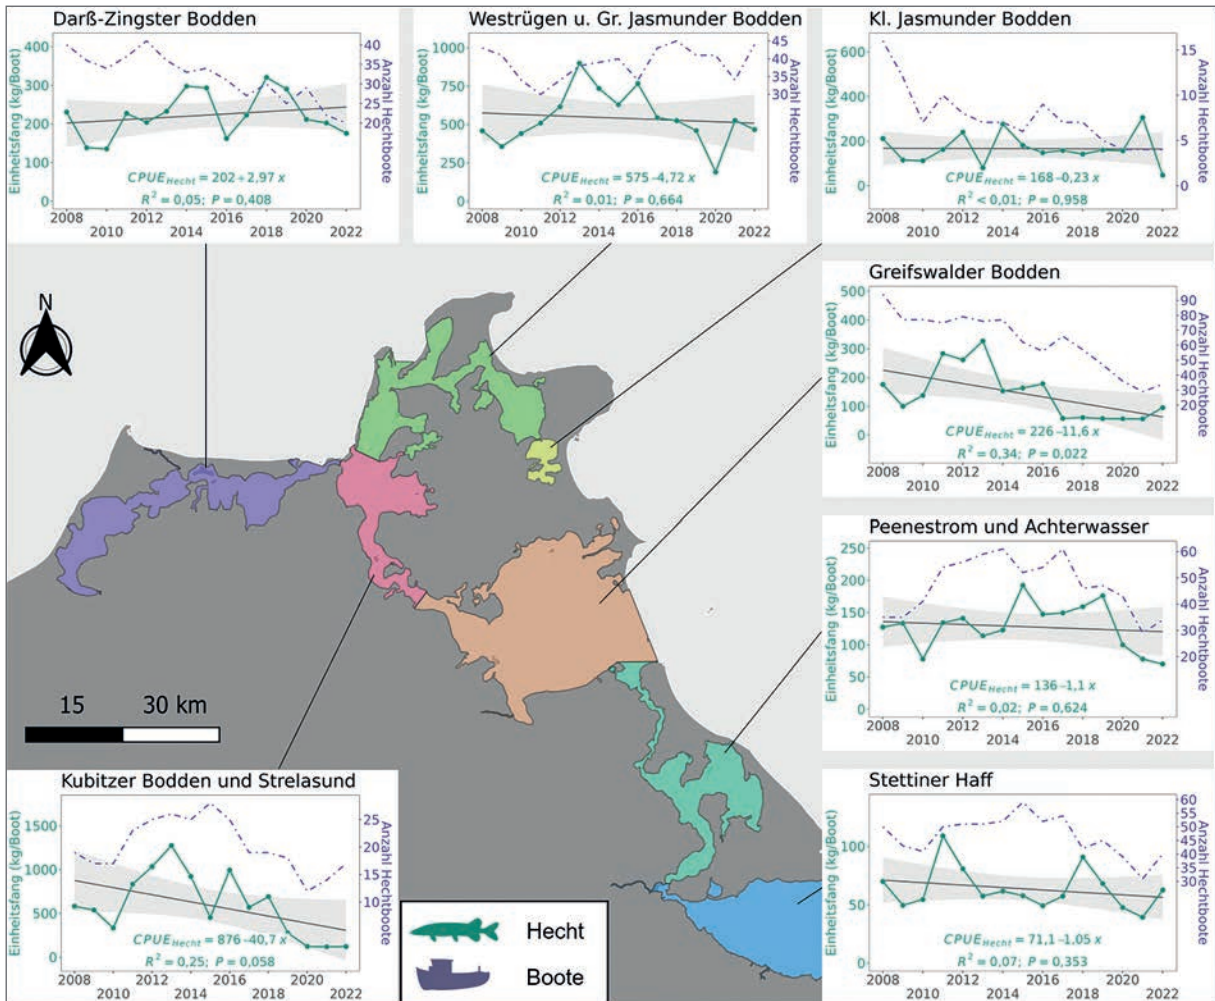 Darß-Zingster Bodden
Einheitsfang (kg/Boot)
400
300
200
100
0
40
35
30
25
20
Anzahl Hechtboote
CPUE_Hecht = 202 + 2,97 x
R² = 0,05; P = 0,408
2008 2012 2016 2020
2010 2014 2018 2022
Westrügen u. Gr. Jasmunder Bodden
Einheitsfang (kg/Boot)
1000
750
500
250
0
45
40
35
30
Anzahl Hechtboote
CPUE_Hecht = 575–4,72 x
R² = 0,01; P = 0,664
2008 2012 2016 2020
2010 2014 2018 2022
Kl. Jasmunder Bodden
Einheitsfang (kg/Boot)
600
400
200
0
15
10
5
0
Anzahl Hechtboote
CPUE_Hecht = 168–0,23 x
R² < 0,01; P = 0,958
2008 2012 2016 2020
2010 2014 2018 2022
Greifswalder Bodden
Einheitsfang (kg/Boot)
500
400
300
200
100
0
90
80
70
60
50
40
30
20
Anzahl Hechtboote
CPUE_Hecht = 226–11,6 x
R² = 0,34; P = 0,022
2008 2012 2016 2020
2010 2014 2018 2022
N
Peenestrom und Achterwasser
Einheitsfang (kg/Boot)
250
200
150
100
50
0
60
50
40
30
20
Anzahl Hechtboote
CPUE_Hecht = 136–1,1 x
R² = 0,02; P = 0,624
2008 2012 2016 2020
2010 2014 2018 2022
15 30 km
Kubitzer Bodden und Strelasund
Einheitsfang (kg/Boot)
1500
1000
500
0
25
20
15
10
Anzahl Hechtboote
CPUE_Hecht = 876–40,7 x
R² = 0,25; P = 0,058
2008 2012 2016 2020
2010 2014 2018 2022
Hecht
Boote
Stettiner Haff
Einheitsfang (kg/Boot)
100
50
0
60
55
50
45
40
35
30
Anzahl Hechtboote
CPUE_Hecht = 71,1–1.05 x
R² = 0,07; P = 0,353
2008 2012 2016 2020
2010 2014 2018 2022